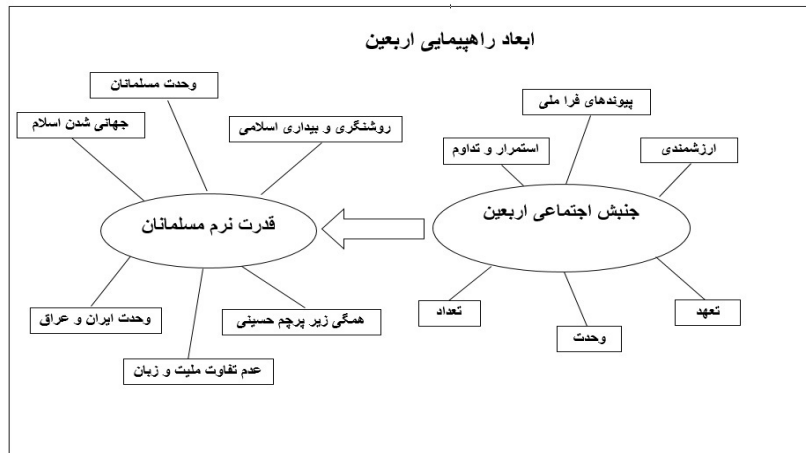 ابعاد راهپیمایی اربعین
پیوندهای فرا ملی
ارزشمندی
استمرار و تداوم
جنبش اجتماعی اربعین
تعهد
وحدت
تعداد
وحدت مسلمانان
روشنگری و بیداری اسلامی
جهانی شدن اسلام
قدرت نرم مسلمانان
همگی زیر پرچم حسینی
وحدت ایران و عراق
عدم تفاوت ملیت و زبان